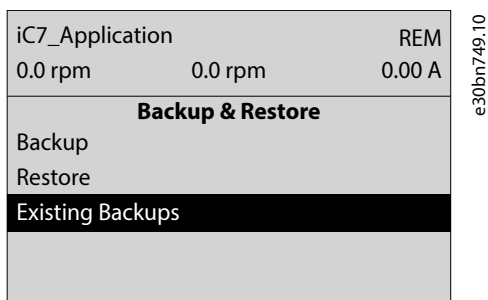 iC7_Application REM
0.0 rpm 0.0 rpm 0.00 A
Backup & Restore
Backup
Restore
Existing Backups
e30bn749.10